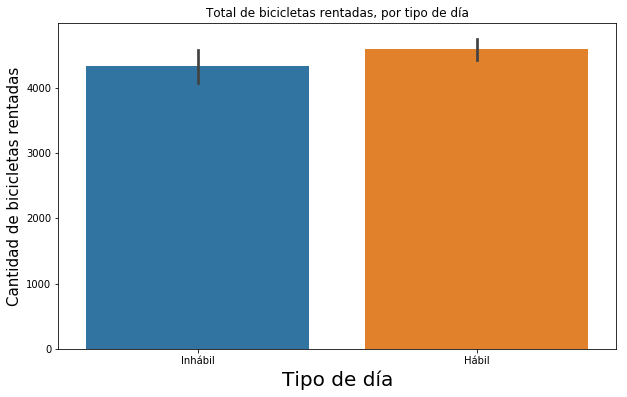 Total de bicicletas rentadas, por tipo de día
Cantidad de bicicletas rentadas
4000
3000
2000
1000
0
Inhábil
Hábil
Tipo de día